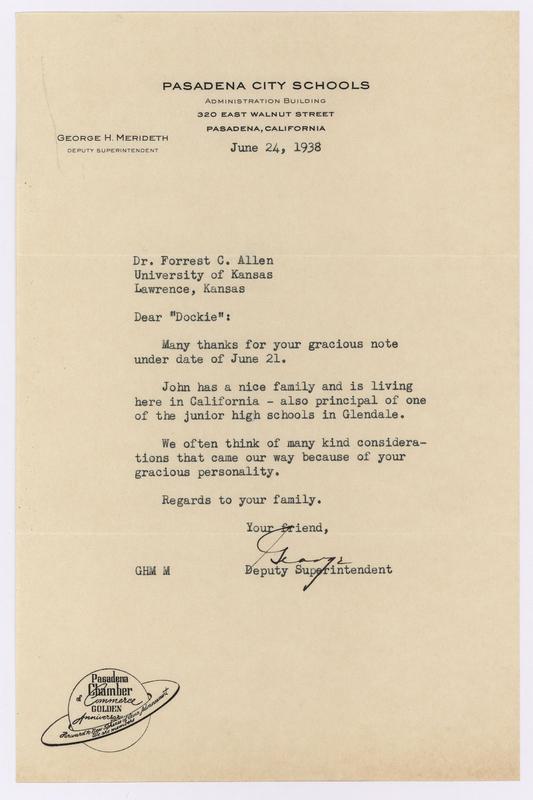 PASADENA CITY SCHOOLS
ADMINISTRATION BUILDING
320 EAST WALNUT STREET
PASADENA, CALIFORNIA
GEORGE H. MERIDETH
DEPUTY SUPERINTENDENT
June 24, 1938
Dr. Forrest C. Allen
University of Kansas
Lawrence, Kansas
Dear "Dockie":
Many thanks for your gracious note
under date of June 21.
John has a nice family and is living
here in California - also principal of one
of the junior high schools in Glendale.
We often think of many kind considera-
tions that came our way because of your
gracious personality.
Regards to your family.
Your friend,
George
GHM M Deputy Superintendent
Pasadena
Chamber
Commerce
GOLDEN
Anniversary